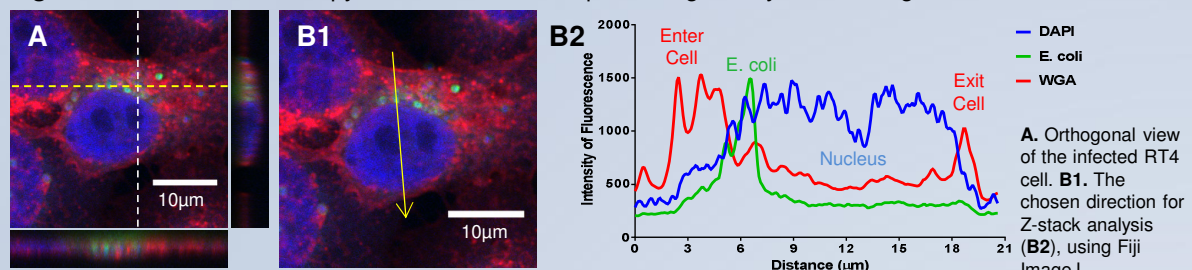 A
10µm
B1
10µm
B2
Intensity of Fluorescence
2000
1500
1000
500
0
0 3 6 9 12 15 18 21
Distance (µm)
Enter
Cell
E. coli
Nucleus
Exit
Cell
DAPI
E. coli
WGA
A. Orthogonal view
of the infected RT4
cell. B1. The
chosen direction for
Z-stack analysis
(B2), using Fiji